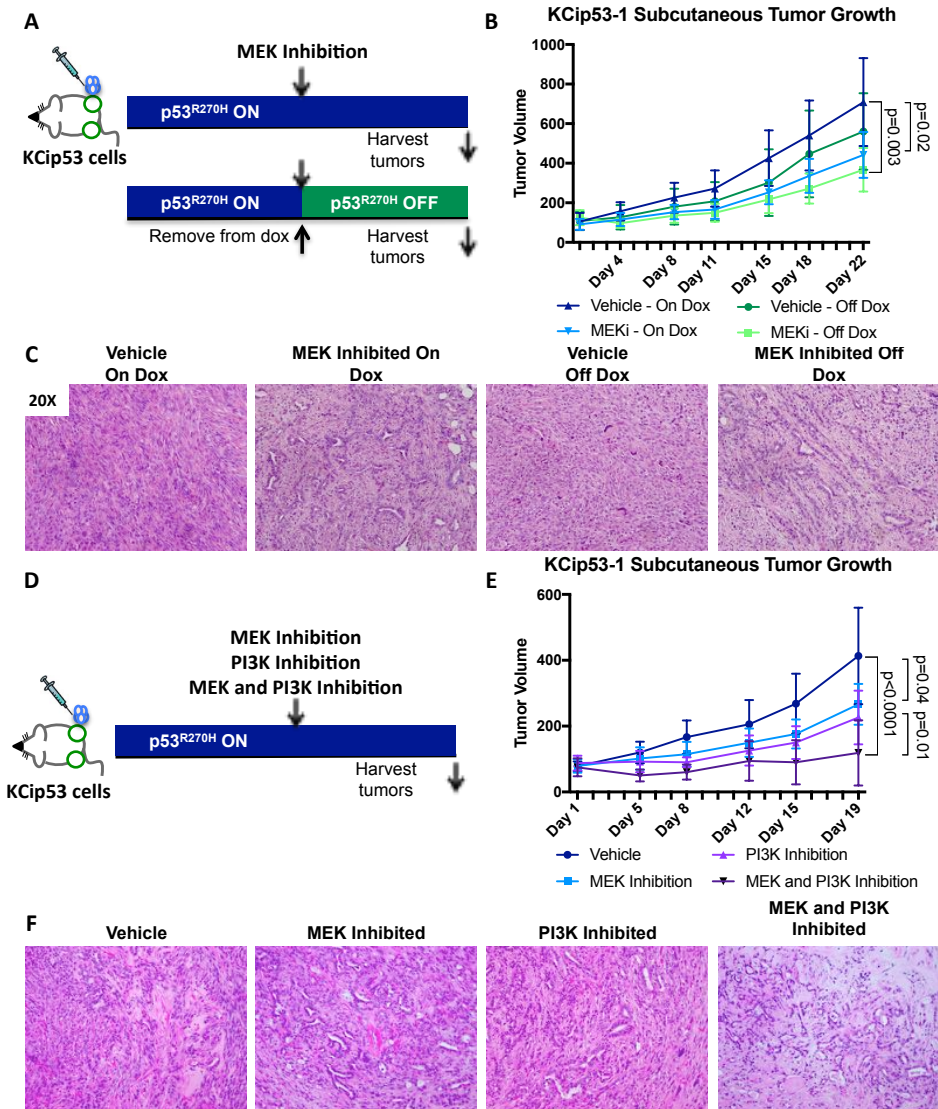 A
MEK Inhibition
p53R270H ON
Harvest
tumors
KCip53 cells
p53R270H ON
p53R270H OFF
Remove from dox
Harvest
tumors
B
KCip53-1 Subcutaneous Tumor Growth
Tumor Volume
1000
800
600
400
200
0
Day 4
Day 8
Day 11
Day 15
Day 18
Day 22
p=0.003
p=0.02
Vehicle - On Dox
Vehicle - Off Dox
MEKi - On Dox
MEKi - Off Dox
C
Vehicle
On Dox
MEK Inhibited On
Dox
Vehicle
Off Dox
MEK Inhibited Off
Dox
20X
D
MEK Inhibition
PI3K Inhibition
MEK and PI3K Inhibition
p53R270H ON
Harvest
tumors
KCip53 cells
E
KCip53-1 Subcutaneous Tumor Growth
Tumor Volume
600
400
200
0
Day 1
Day 5
Day 8
Day 12
Day 15
Day 19
p<0.0001
p=0.04
p=0.01
Vehicle
PI3K Inhibition
MEK Inhibition
MEK and PI3K Inhibition
F
Vehicle
MEK Inhibited
PI3K Inhibited
MEK and PI3K
Inhibited